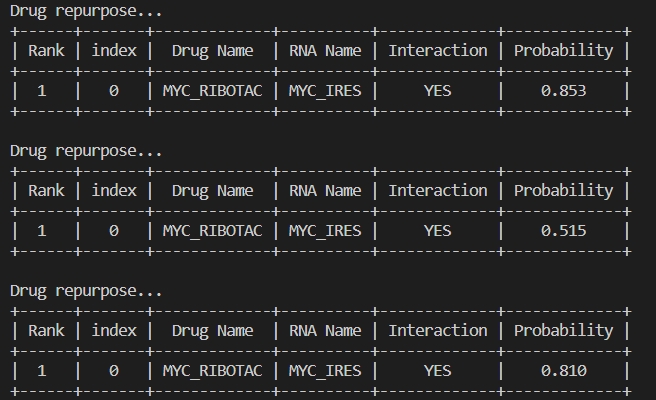 Drug repurpose...
+------+-------+-------------+----------+-------------+-------------+
| Rank | index |  Drug Name  | RNA Name | Interaction | Probability |
+------+-------+-------------+----------+-------------+-------------+
|  1   |   0   | MYC_RIBOTAC | MYC_IRES |     YES     |    0.853    |
+------+-------+-------------+----------+-------------+-------------+
Drug repurpose...
+------+-------+-------------+----------+-------------+-------------+
| Rank | index |  Drug Name  | RNA Name | Interaction | Probability |
+------+-------+-------------+----------+-------------+-------------+
|  1   |   0   | MYC_RIBOTAC | MYC_IRES |     YES     |    0.515    |
+------+-------+-------------+----------+-------------+-------------+
Drug repurpose...
+------+-------+-------------+----------+-------------+-------------+
| Rank | index |  Drug Name  | RNA Name | Interaction | Probability |
+------+-------+-------------+----------+-------------+-------------+
|  1   |   0   | MYC_RIBOTAC | MYC_IRES |     YES     |    0.810    |
+------+-------+-------------+----------+-------------+-------------+